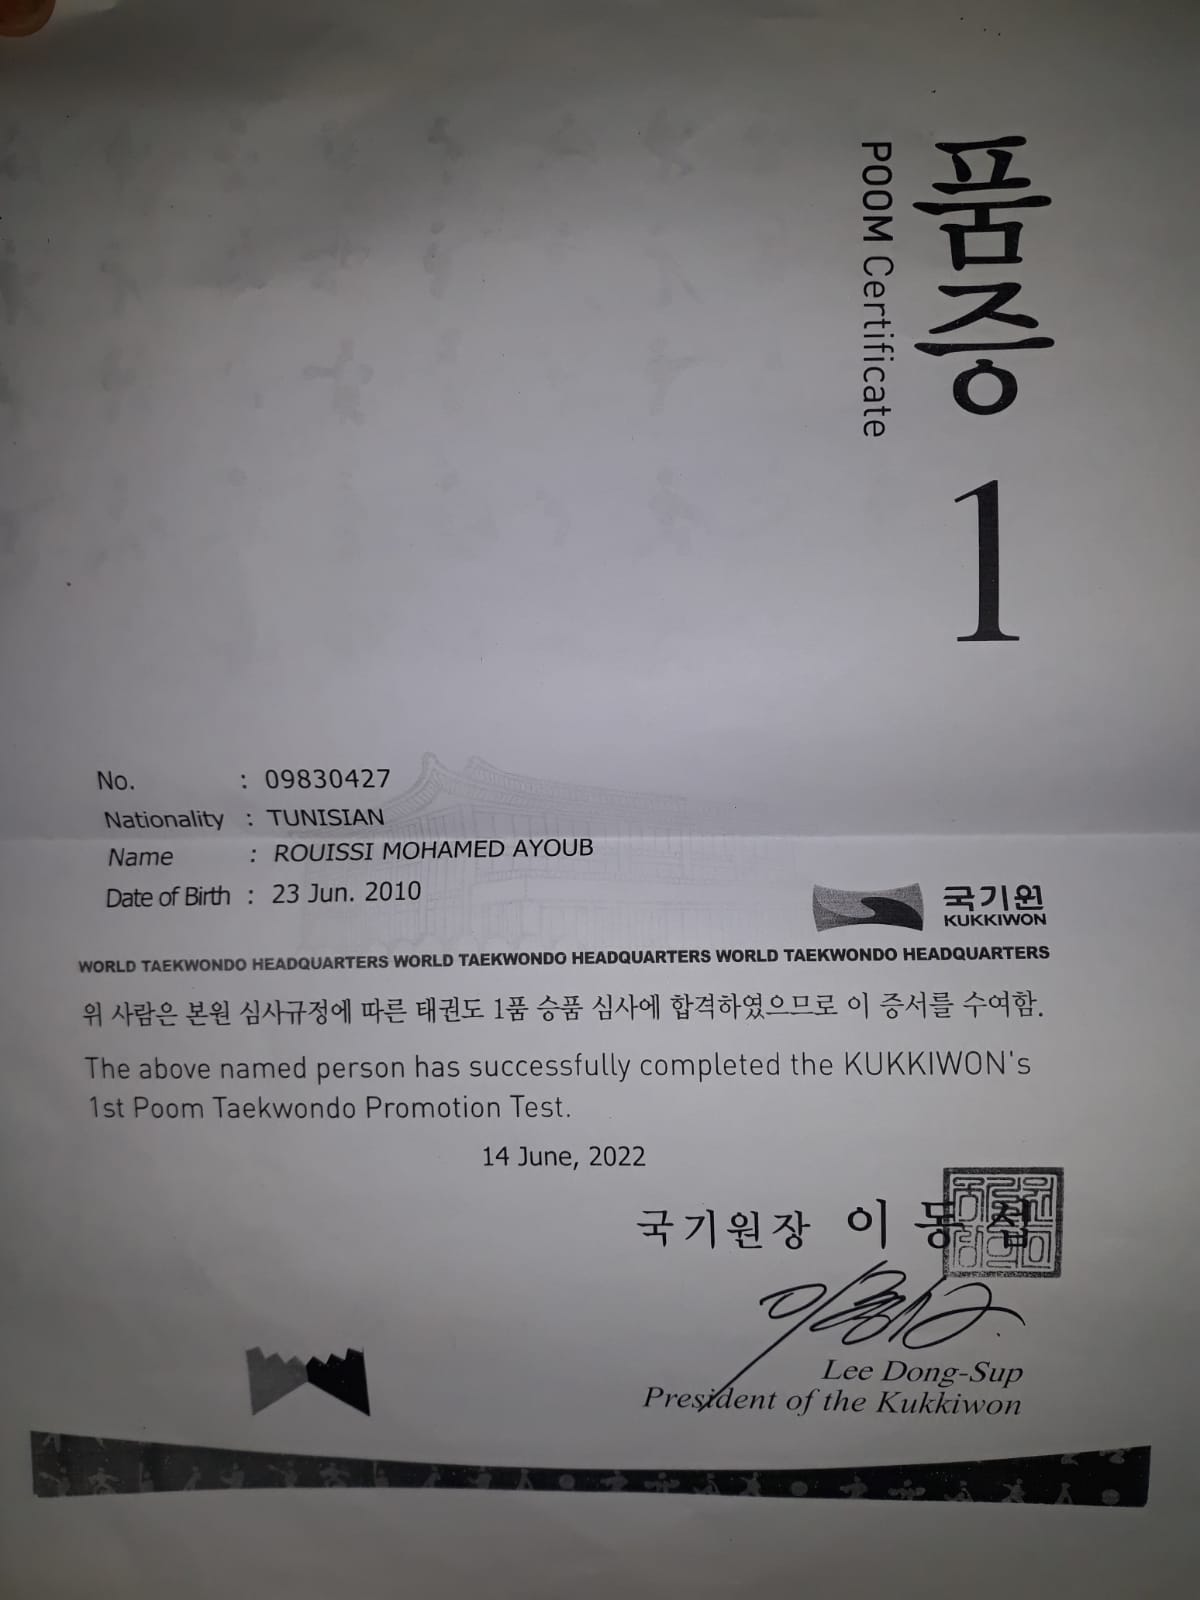 품증
POOM Certificate
1
No. : 09830427
Nationality : TUNISIAN
Name : ROUISSI MOHAMED AYOUB
Date of Birth : 23 Jun. 2010
국기원
KUKKIWON
WORLD TAEKWONDO HEADQUARTERS WORLD TAEKWONDO HEADQUARTERS WORLD TAEKWONDO HEADQUARTERS
위 사람은 본원 심사규정에 따른 태권도 1품 승품 심사에 합격하였으므로 이 증서를 수여함.
The above named person has successfully completed the KUKKIWON's
1st Poom Taekwondo Promotion Test.
14 June, 2022
국기원장 이 동 섭
Lee Dong-Sup
President of the Kukkiwon